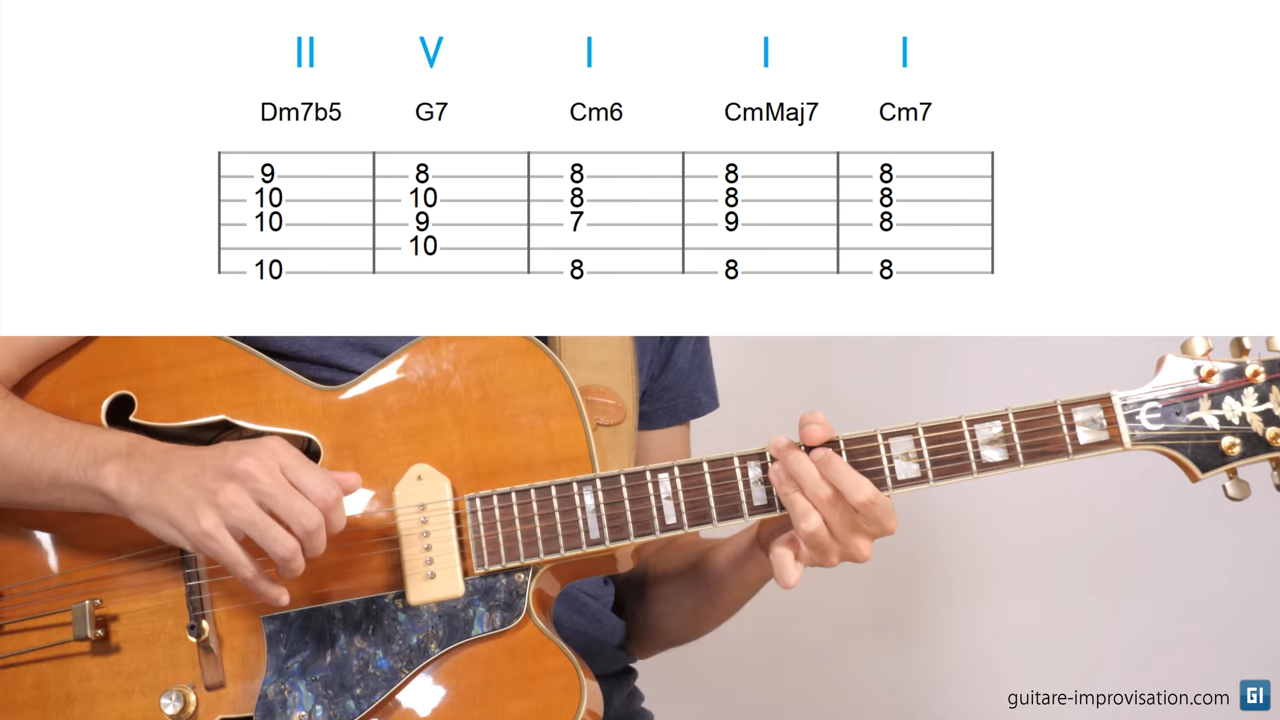 II V I I I
Dm7b5 G7 Cm6 CmMaj7 Cm7
9 8 8 8 8
10 10 8 8 8
10 9 7 9 8
10
10 8 8 8
guitare-improvisation.com GI